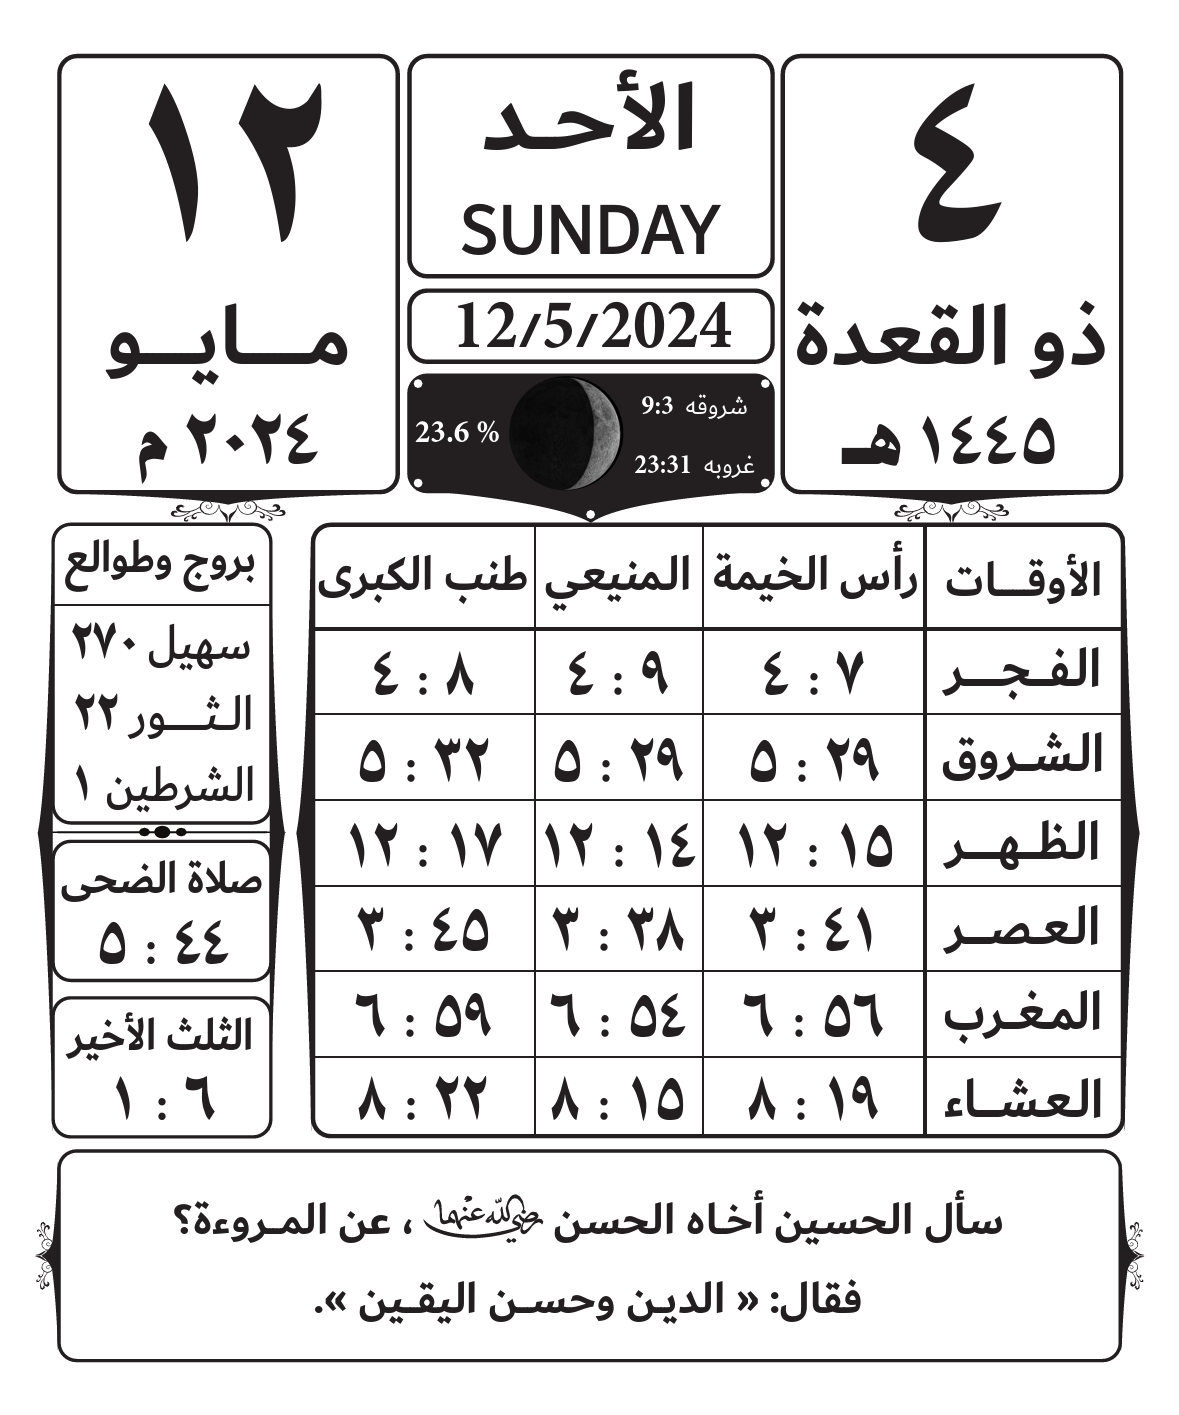 ٤
ذو القعدة
١٤٤٥ هـ
الأحد
SUNDAY
12/5/2024
شروقه 9:3
23.6 %
غروبه 23:31
١٢
مايو
٢٠٢٤ م
الأوقات رأس الخيمة المنيعي طنب الكبرى
الفجر ٧ : ٤ ٩ : ٤ ٨ : ٤
الشروق ٢٩ : ٥ ٢٩ : ٥ ٣٢ : ٥
الظهر ١٥ : ١٢ ١٤ : ١٢ ١٧ : ١٢
العصر ٤١ : ٣ ٣٨ : ٣ ٤٥ : ٣
المغرب ٥٦ : ٦ ٥٤ : ٦ ٥٩ : ٦
العشاء ١٩ : ٨ ١٥ : ٨ ٢٢ : ٨
بروج وطوالع
سهيل ٢٧٠
الثور ٢٢
الشرطين ١
صلاة الضحى
٤٤ : ٥
الثلث الأخير
٦ : ١
سأل الحسين أخاه الحسن رضي الله عنهما ، عن المروءة؟
فقال: « الدين وحسن اليقين ».